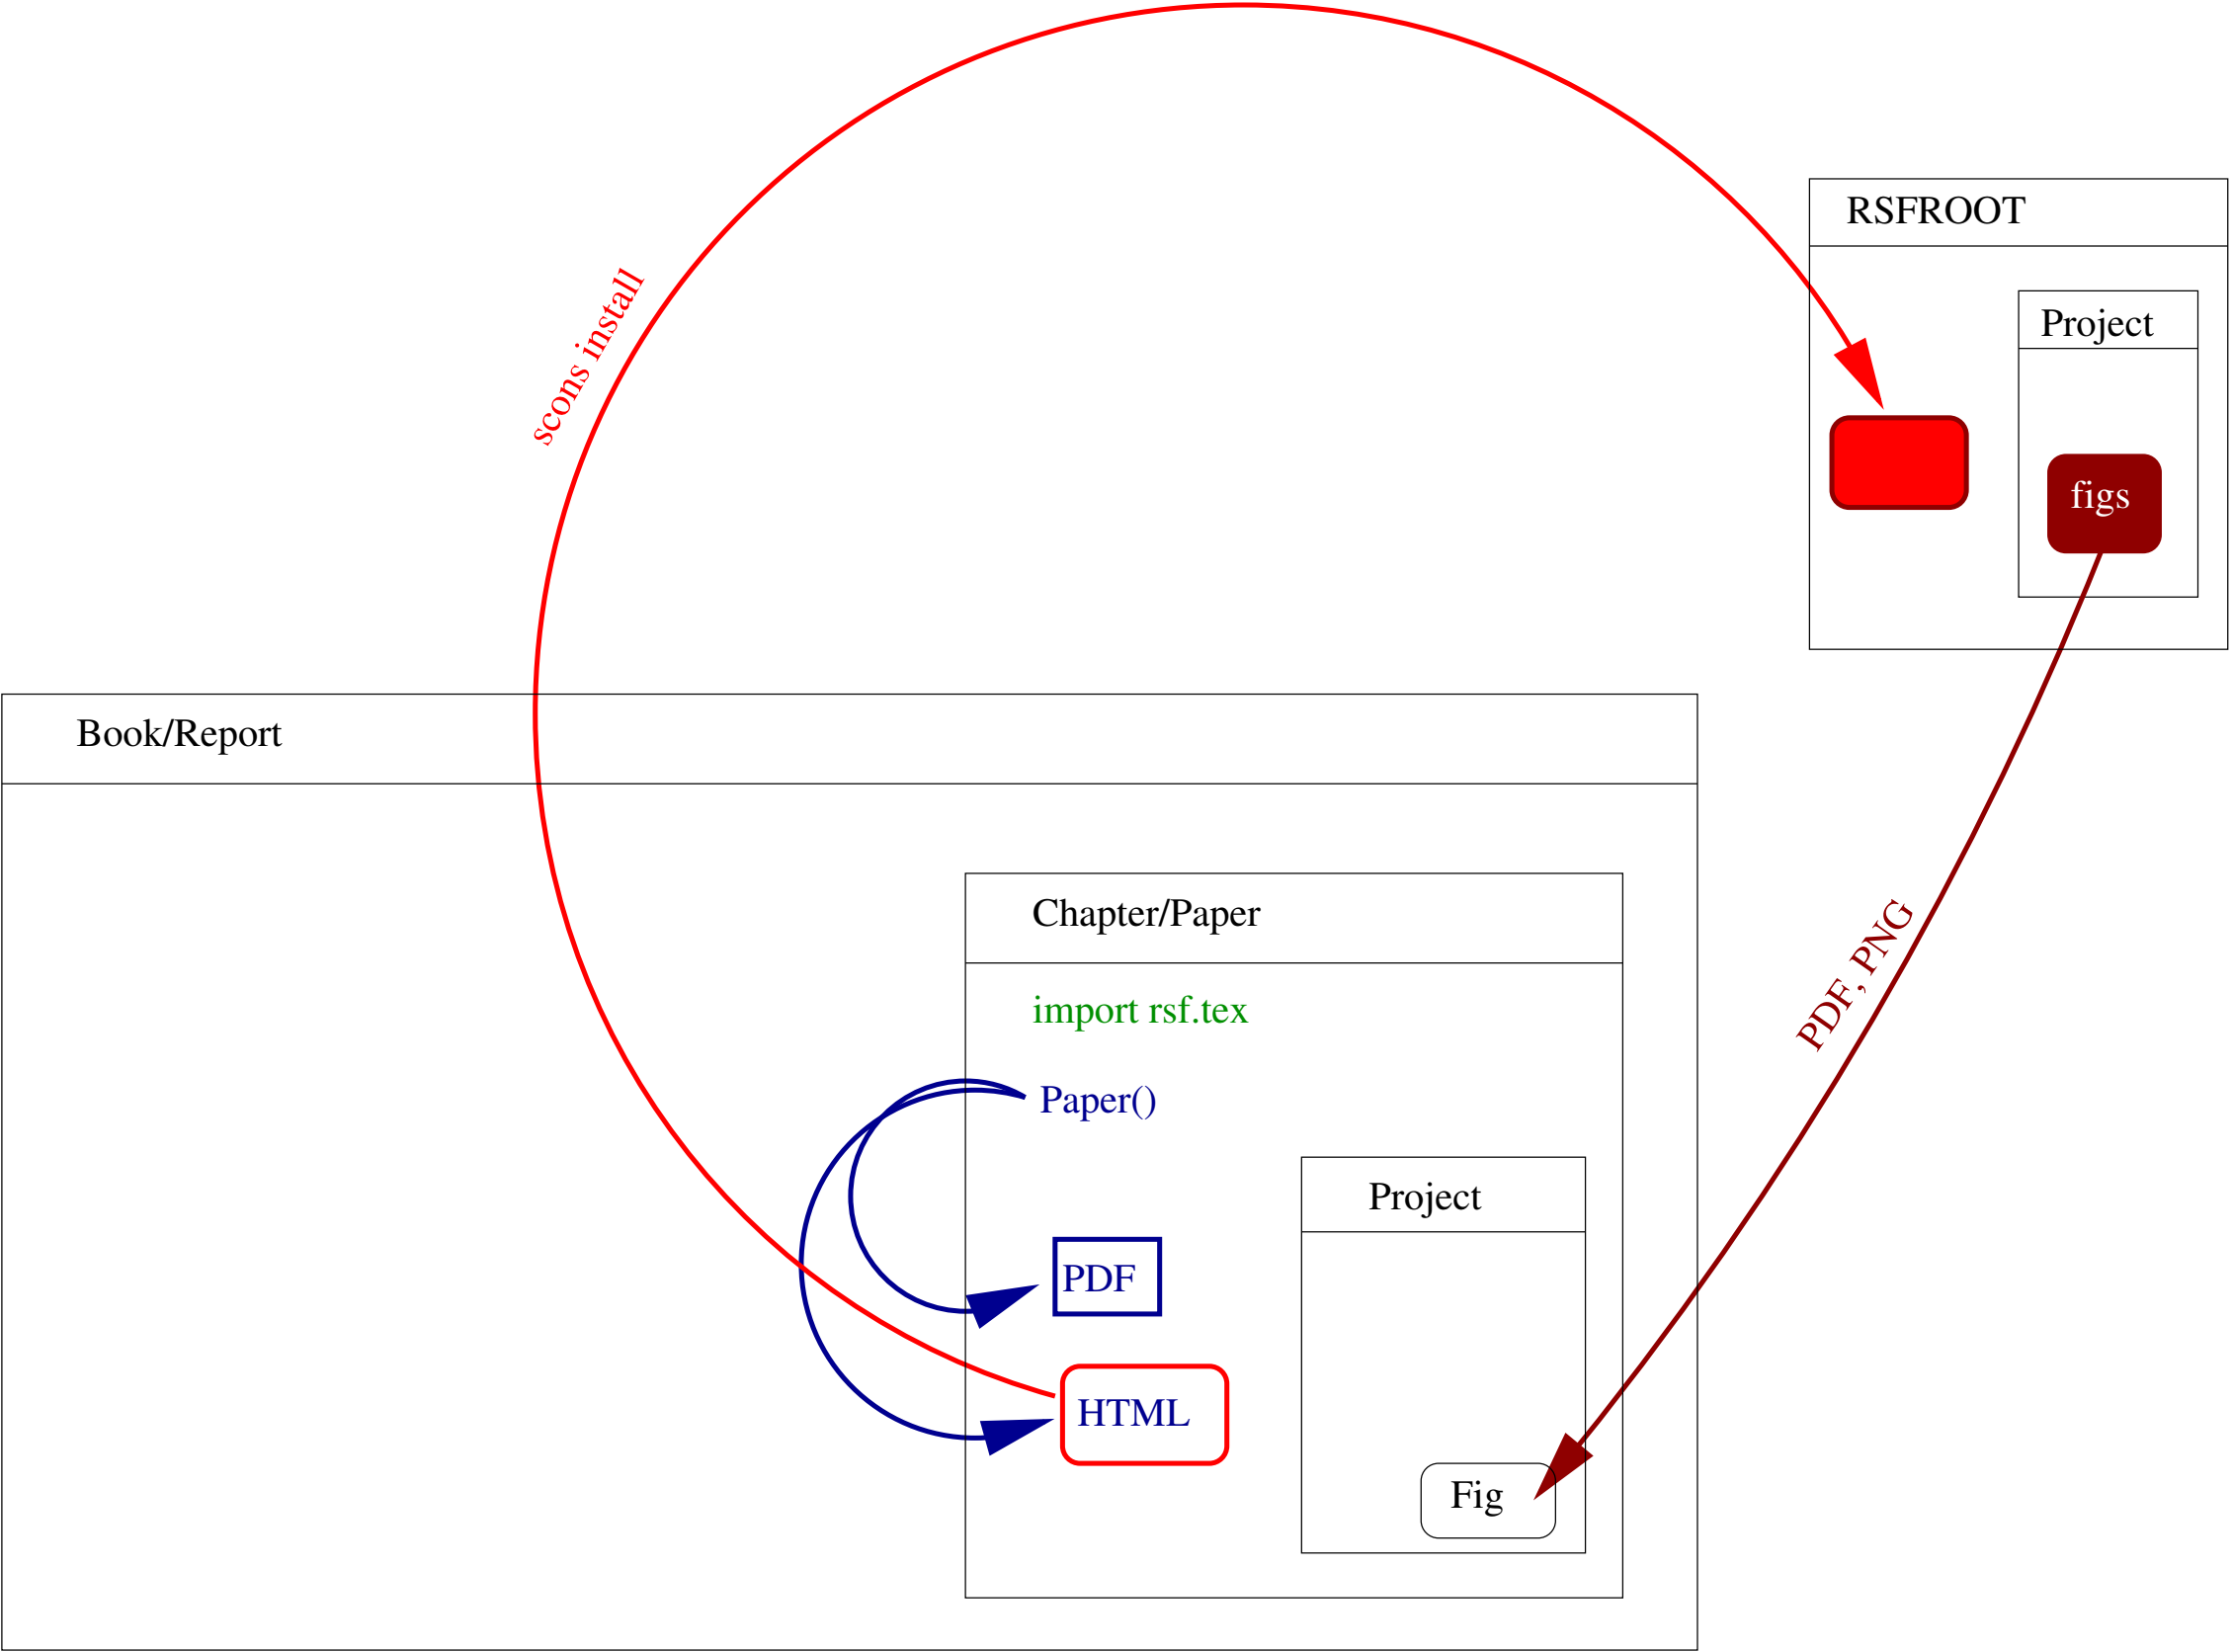 RSFROOT
Project
scons install
figs
Book/Report
Chapter/Paper
PDF, PNG
import rsf.tex
Paper()
Project
PDF
HTML
Fig